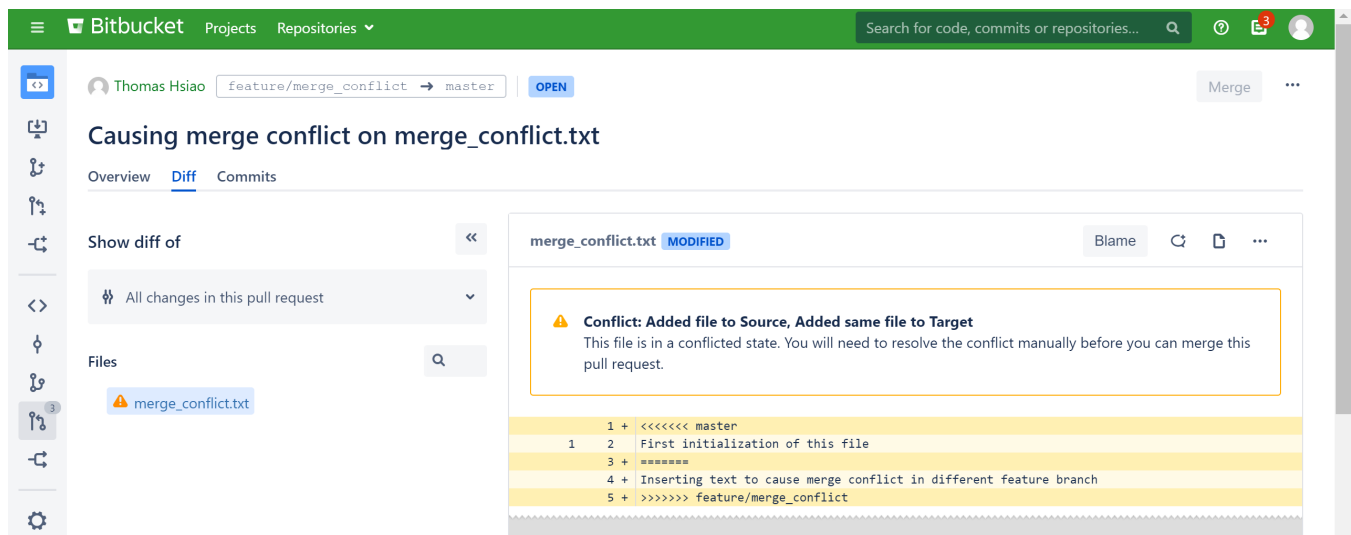 Bitbucket Projects Repositories Search for code, commits or repositories... 3
Thomas Hsiao feature/merge_conflict → master OPEN Merge
Causing merge conflict on merge_conflict.txt
Overview Diff Commits
Show diff of
All changes in this pull request
Files
merge_conflict.txt
3
merge_conflict.txt MODIFIED Blame
Conflict: Added file to Source, Added same file to Target
This file is in a conflicted state. You will need to resolve the conflict manually before you can merge this
pull request.
1 + <<<<<<< master
1 2 First initialization of this file
3 + =======
4 + Inserting text to cause merge conflict in different feature branch
5 + >>>>>>> feature/merge_conflict